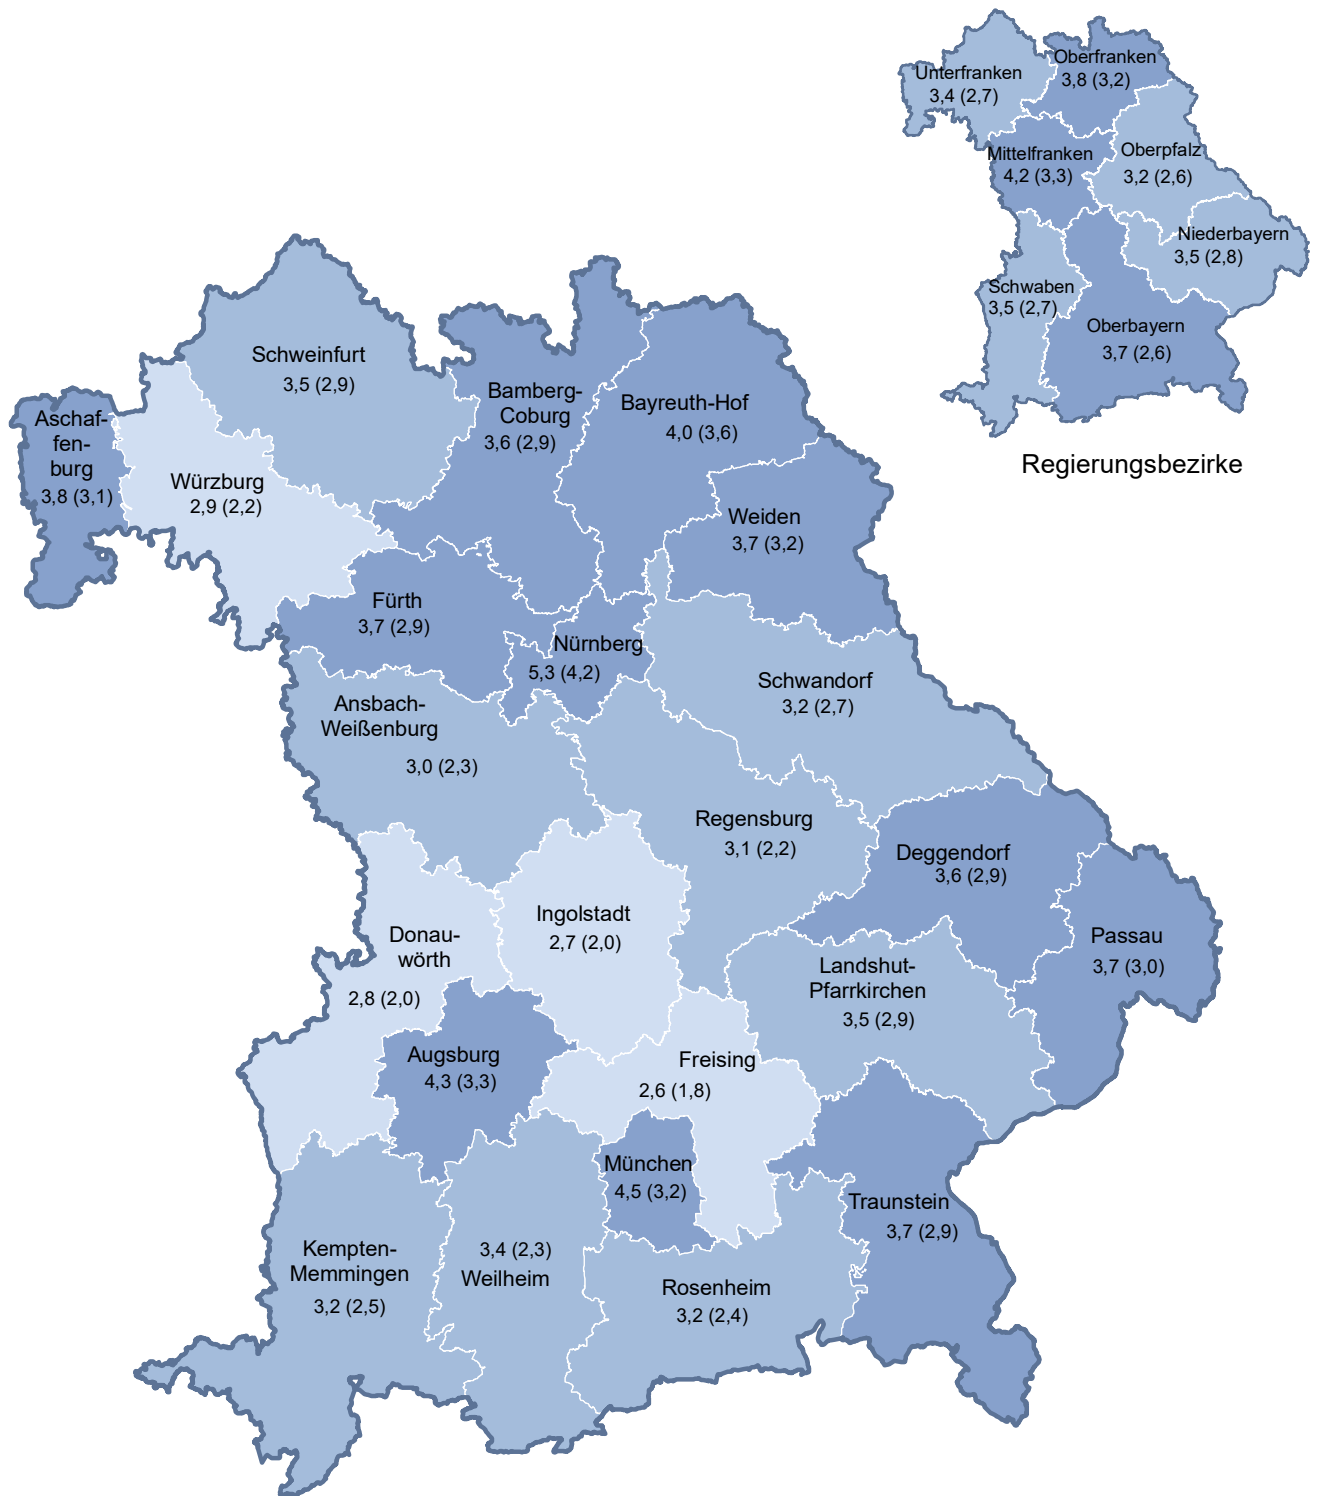 Unterfranken
3,4 (2,7)
Oberfranken
3,8 (3,2)
Mittelfranken
4,2 (3,3)
Oberpfalz
3,2 (2,6)
Niederbayern
3,5 (2,8)
Schwaben
3,5 (2,7)
Oberbayern
3,7 (2,6)
Regierungsbezirke
Schweinfurt
3,5 (2,9)
Bamberg-
Coburg
3,6 (2,9)
Bayreuth-Hof
4,0 (3,6)
Aschaf-
fen-
burg
3,8 (3,1)
Würzburg
2,9 (2,2)
Weiden
3,7 (3,2)
Fürth
3,7 (2,9)
Nürnberg
5,3 (4,2)
Schwandorf
3,2 (2,7)
Ansbach-
Weißenburg
3,0 (2,3)
Regensburg
3,1 (2,2)
Deggendorf
3,6 (2,9)
Ingolstadt
2,7 (2,0)
Donau-
wörth
2,8 (2,0)
Passau
3,7 (3,0)
Landshut-
Pfarrkirchen
3,5 (2,9)
Augsburg
4,3 (3,3)
Freising
2,6 (1,8)
München
4,5 (3,2)
Traunstein
3,7 (2,9)
Kempten-
Memmingen
3,2 (2,5)
3,4 (2,3)
Weilheim
Rosenheim
3,2 (2,4)